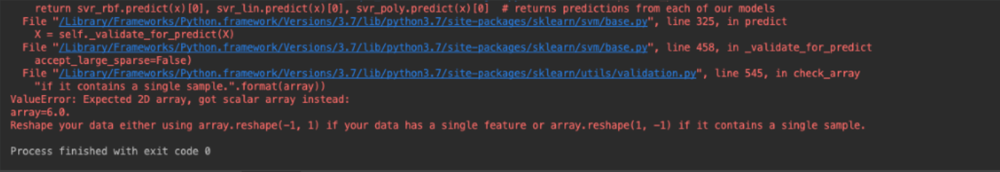 return svr_rbf.predict(x)[0], svr_lin.predict(x)[0], svr_poly.predict(x)[0]  # returns predictions from each of our models
File "/Library/Frameworks/Python.framework/Versions/3.7/lib/python3.7/site-packages/sklearn/svm/base.py", line 325, in predict
X = self._validate_for_predict(X)
File "/Library/Frameworks/Python.framework/Versions/3.7/lib/python3.7/site-packages/sklearn/svm/base.py", line 458, in _validate_for_predict
accept_large_sparse=False)
File "/Library/Frameworks/Python.framework/Versions/3.7/lib/python3.7/site-packages/sklearn/utils/validation.py", line 545, in check_array
"if it contains a single sample.".format(array))
ValueError: Expected 2D array, got scalar array instead:
array=6.0.
Reshape your data either using array.reshape(-1, 1) if your data has a single feature or array.reshape(1, -1) if it contains a single sample.
Process finished with exit code 0